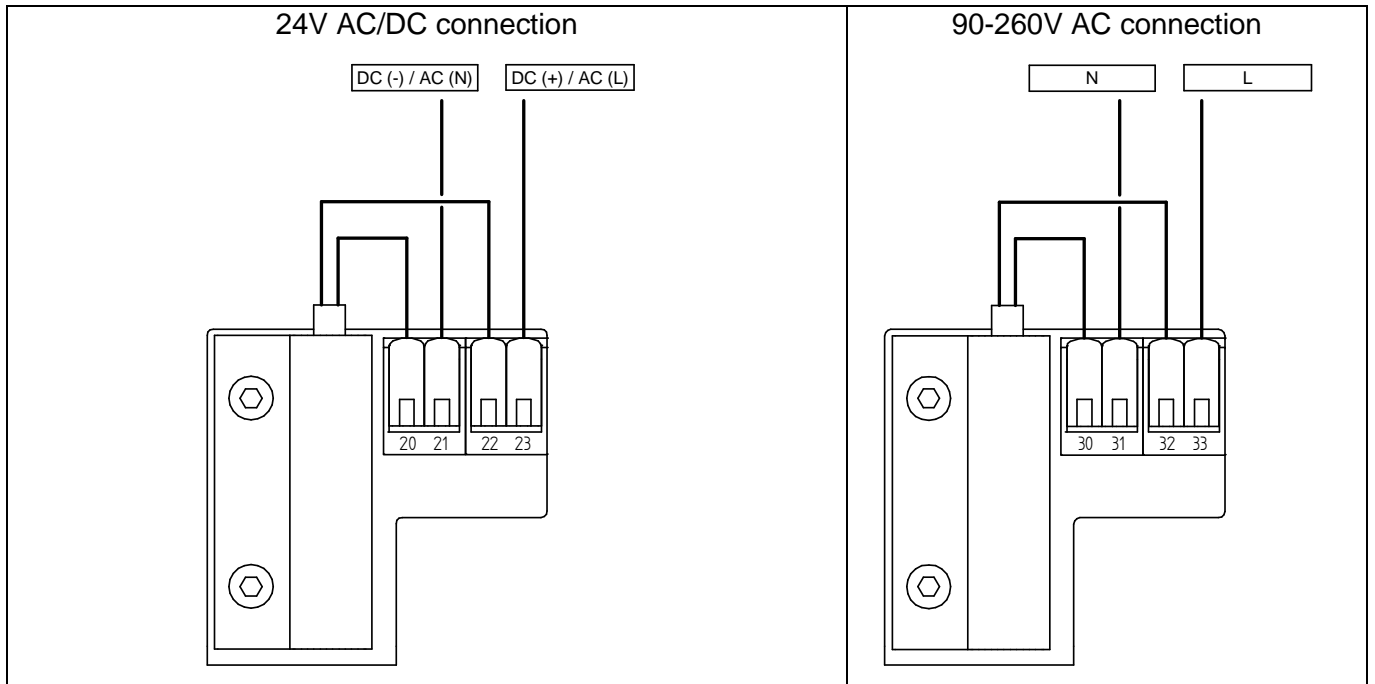 24V AC/DC connection
90-260V AC connection
DC (-) / AC (N)
DC (+) / AC (L)
N
L
20 21 22 23
30 31 32 33